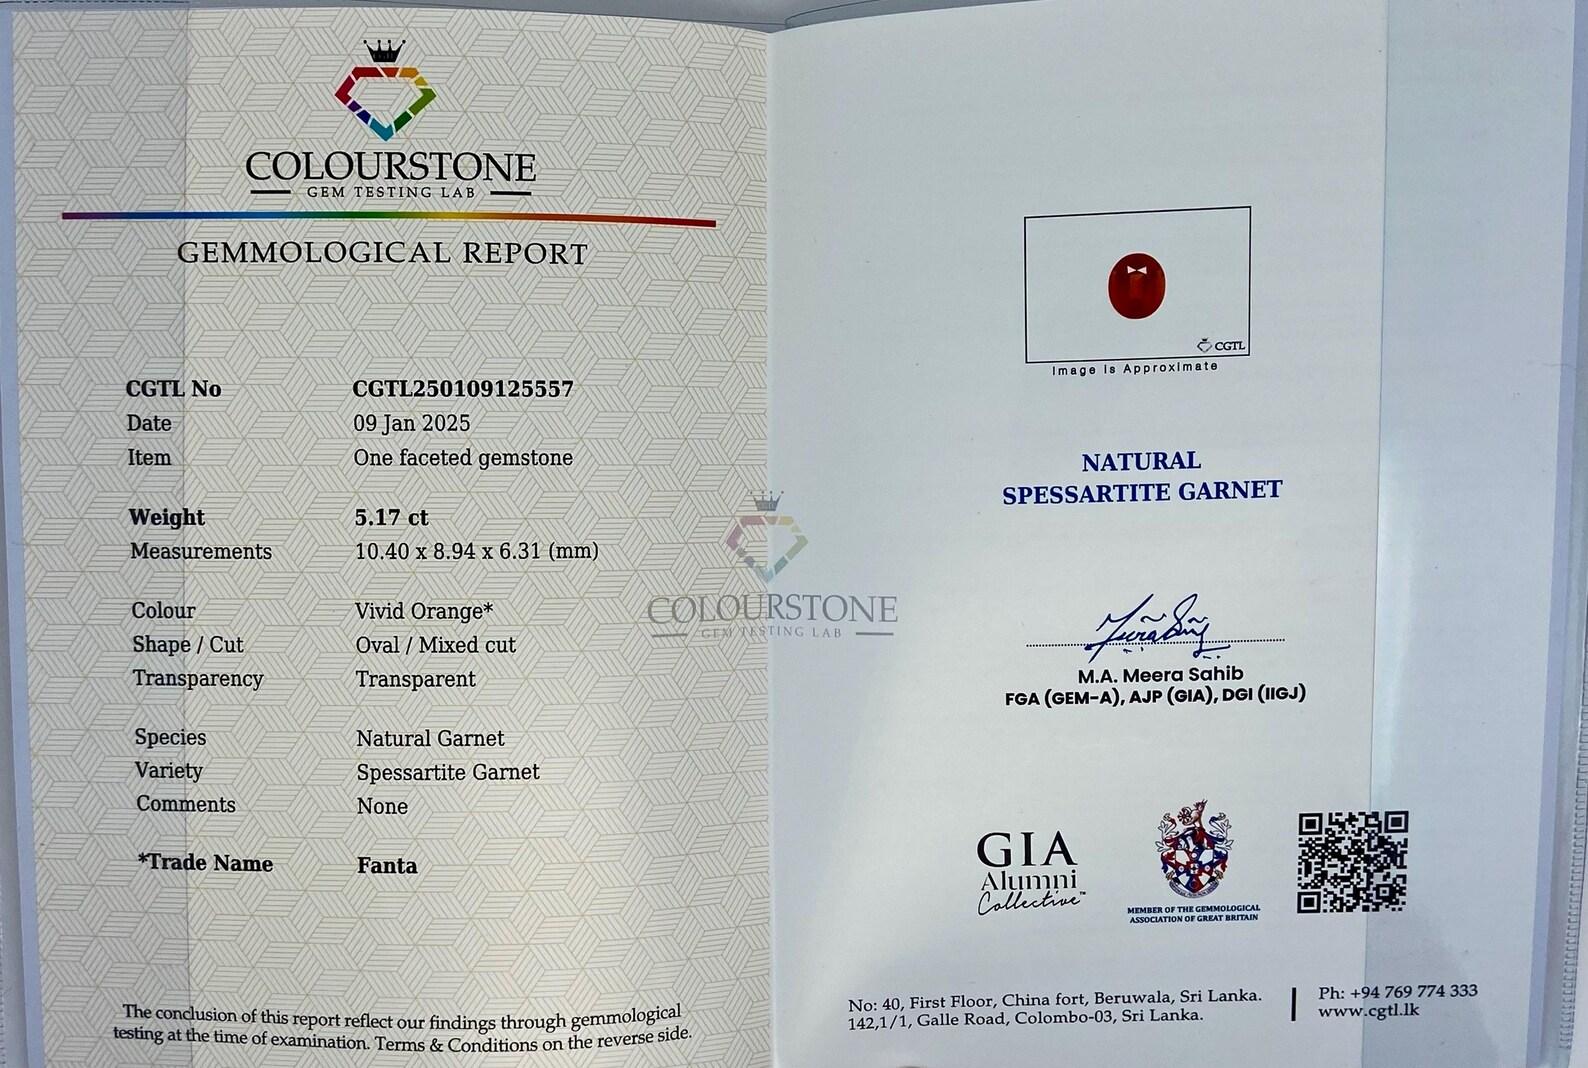 COLOURSTONE
GEM TESTING LAB
GEMMOLOGICAL REPORT
CGTL No CGTL250109125557
Date 09 Jan 2025
Item One faceted gemstone
Weight 5.17 ct
Measurements 10.40 x 8.94 x 6.31 (mm)
Colour Vivid Orange*
Shape / Cut Oval / Mixed cut
Transparency Transparent
Species Natural Garnet
Variety Spessartite Garnet
Comments None
*Trade Name Fanta
The conclusion of this report reflect our findings through gemmological
testing at the time of examination. Terms & Conditions on the reverse side.
COLOURSTONE
GEM TESTING LAB
CGTL
Image is Approximate
NATURAL
SPESSARTITE GARNET
M.A. Meera Sahib
FGA (GEM-A), AJP (GIA), DGI (IIGJ)
GIA
Alumni
Collective™
MEMBER OF THE GEMMOLOGICAL
ASSOCIATION OF GREAT BRITAIN
No: 40, First Floor, China fort, Beruwala, Sri Lanka.
142,1/1, Galle Road, Colombo-03, Sri Lanka.
Ph: +94 769 774 333
www.cgtl.lk